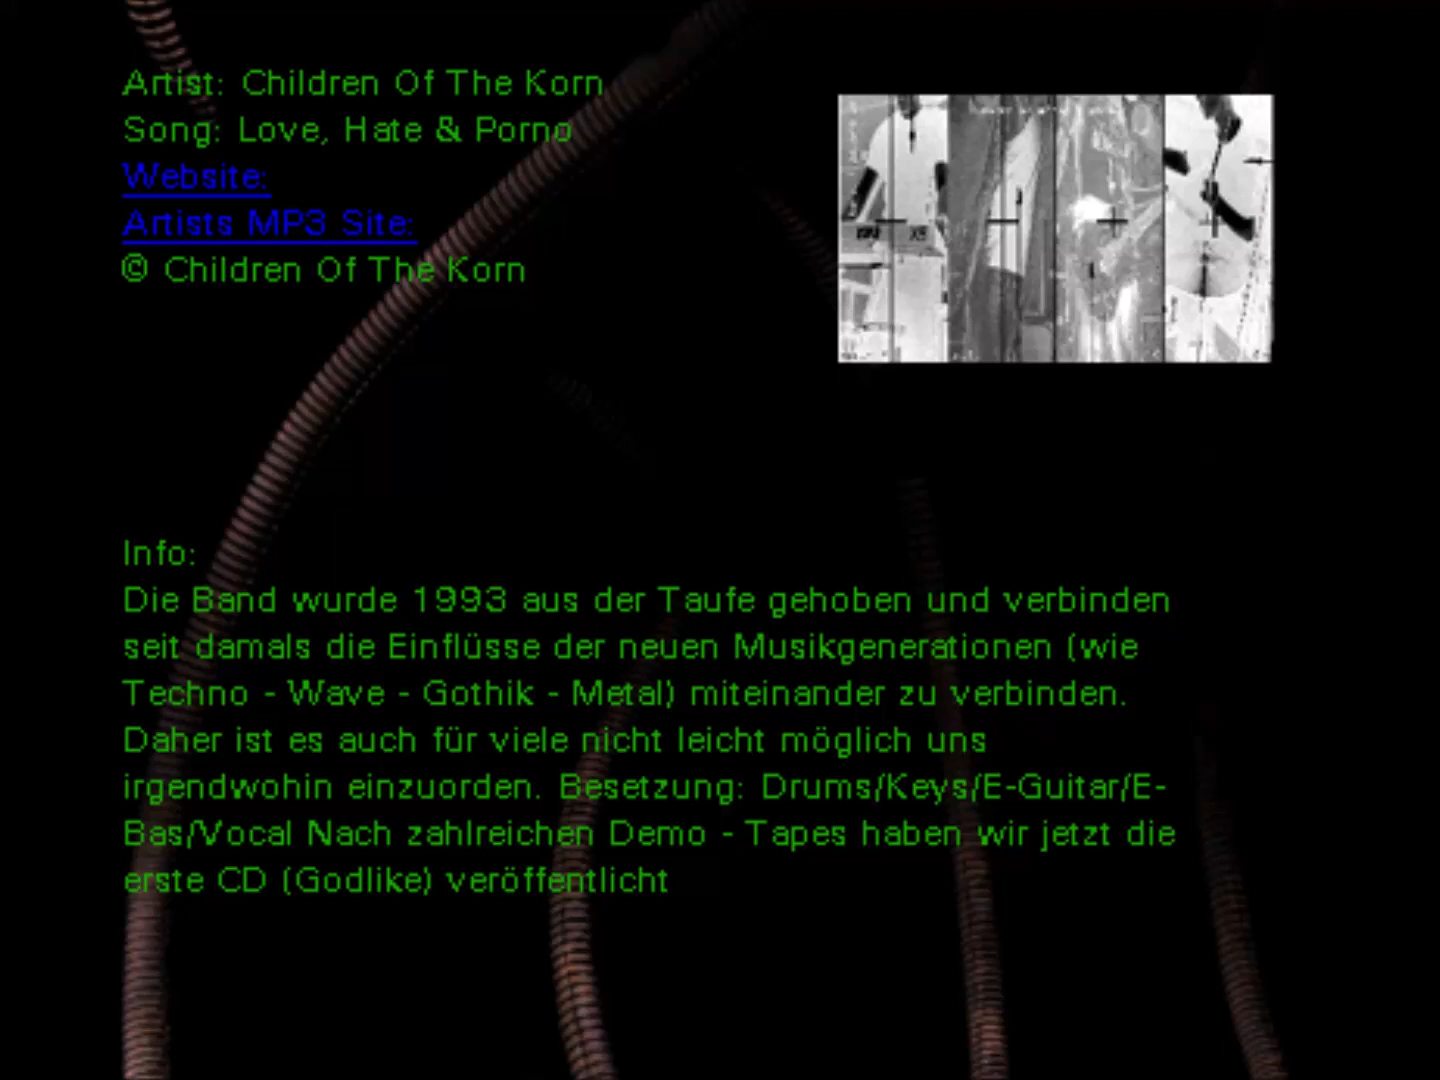 Artist: Children Of The Korn
Song: Love, Hate & Porno
Website:
Artists MP3 Site:
© Children Of The Korn
Info:
Die Band wurde 1993 aus der Taufe gehoben und verbinden
seit damals die Einflüsse der neuen Musikgenerationen (wie
Techno - Wave - Gothik - Metal) miteinander zu verbinden.
Daher ist es auch für viele nicht leicht möglich uns
irgendwohin einzuorden. Besetzung: Drums/Keys/E-Guitar/E-
Bas/Vocal Nach zahlreichen Demo - Tapes haben wir jetzt die
erste CD (Godlike) veröffentlicht